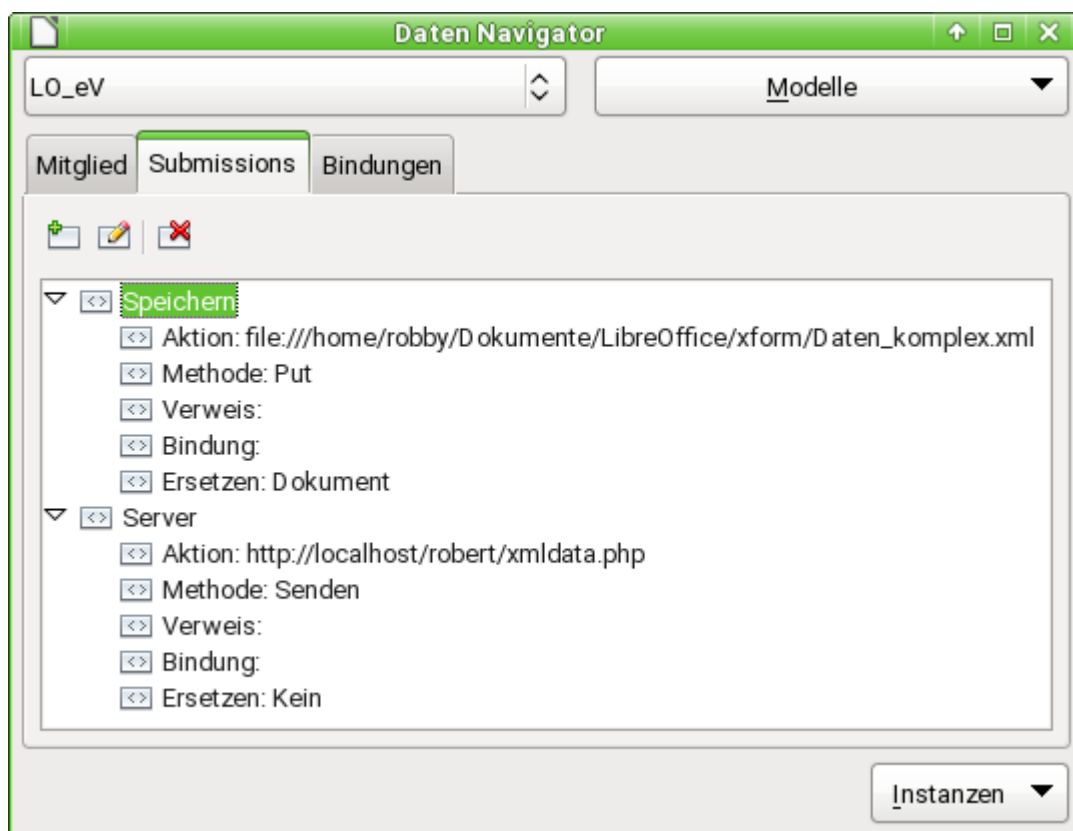 Daten Navigator
LO_eV
Modelle
Mitglied Submissions Bindungen
Speichern
Aktion: file:///home/robby/Dokumente/LibreOffice/xform/Daten_komplex.xml
Methode: Put
Verweis:
Bindung:
Ersetzen: Dokument
Server
Aktion: http://localhost/robert/xmldata.php
Methode: Senden
Verweis:
Bindung:
Ersetzen: Kein
Instanzen